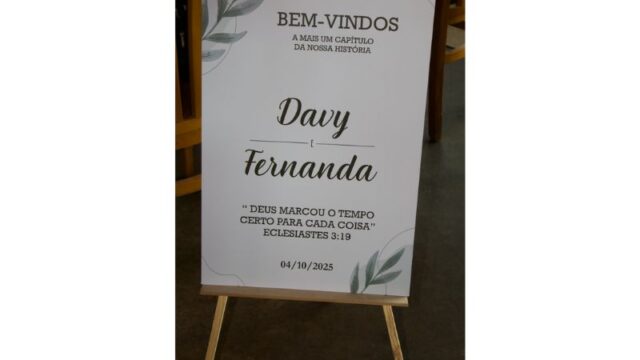 BEM-VINDOS
A MAIS UM CAPÍTULO
DA NOSSA HISTÓRIA
Davy
E
Fernanda
“ DEUS MARCOU O TEMPO
CERTO PARA CADA COISA”
ECLESIASTES 3:19
04/10/2025